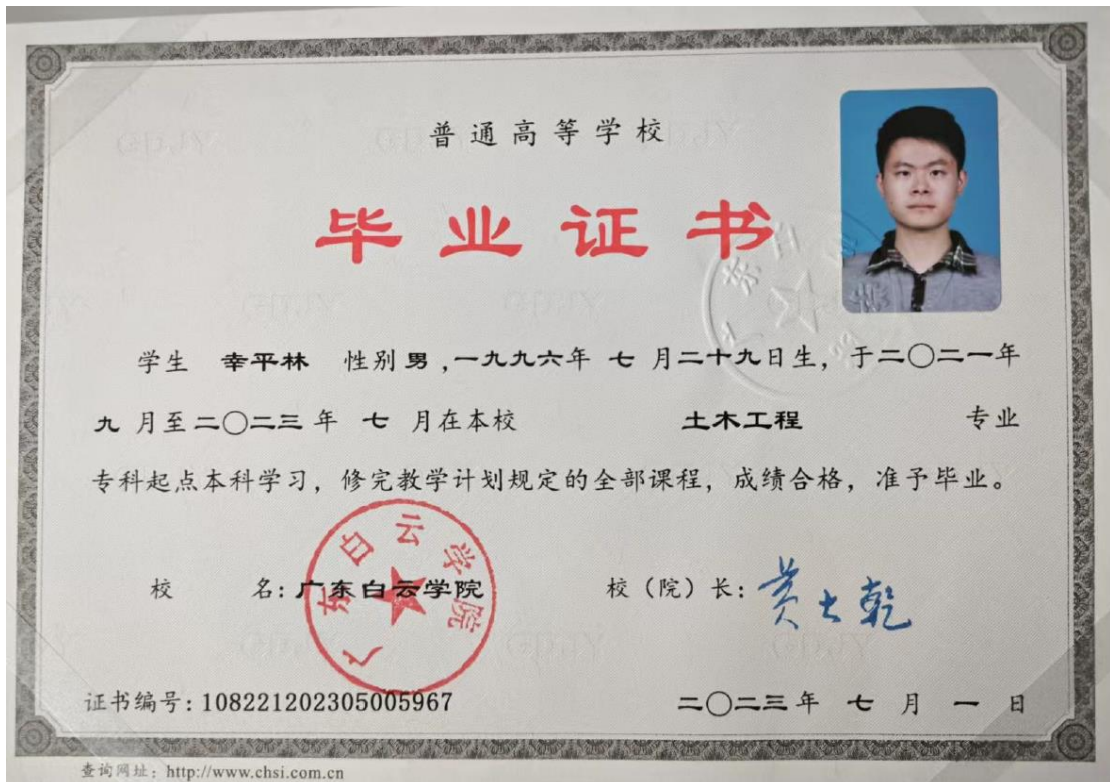 普通高等学校
毕业证书
学生 幸平林 性别 男，一九九六年 七 月二十九日生，于二〇二一年
九 月至二〇二三 年 七 月在本校 土木工程 专业
专科起点本科学习，修完教学计划规定的全部课程，成绩合格，准予毕业。
校 名：广东白云学院
广东白云学院
校（院）长：黄大乾
证书编号：108221202305005967
二〇二三年 七 月 一 日
查询网址：http://www.chsi.com.cn